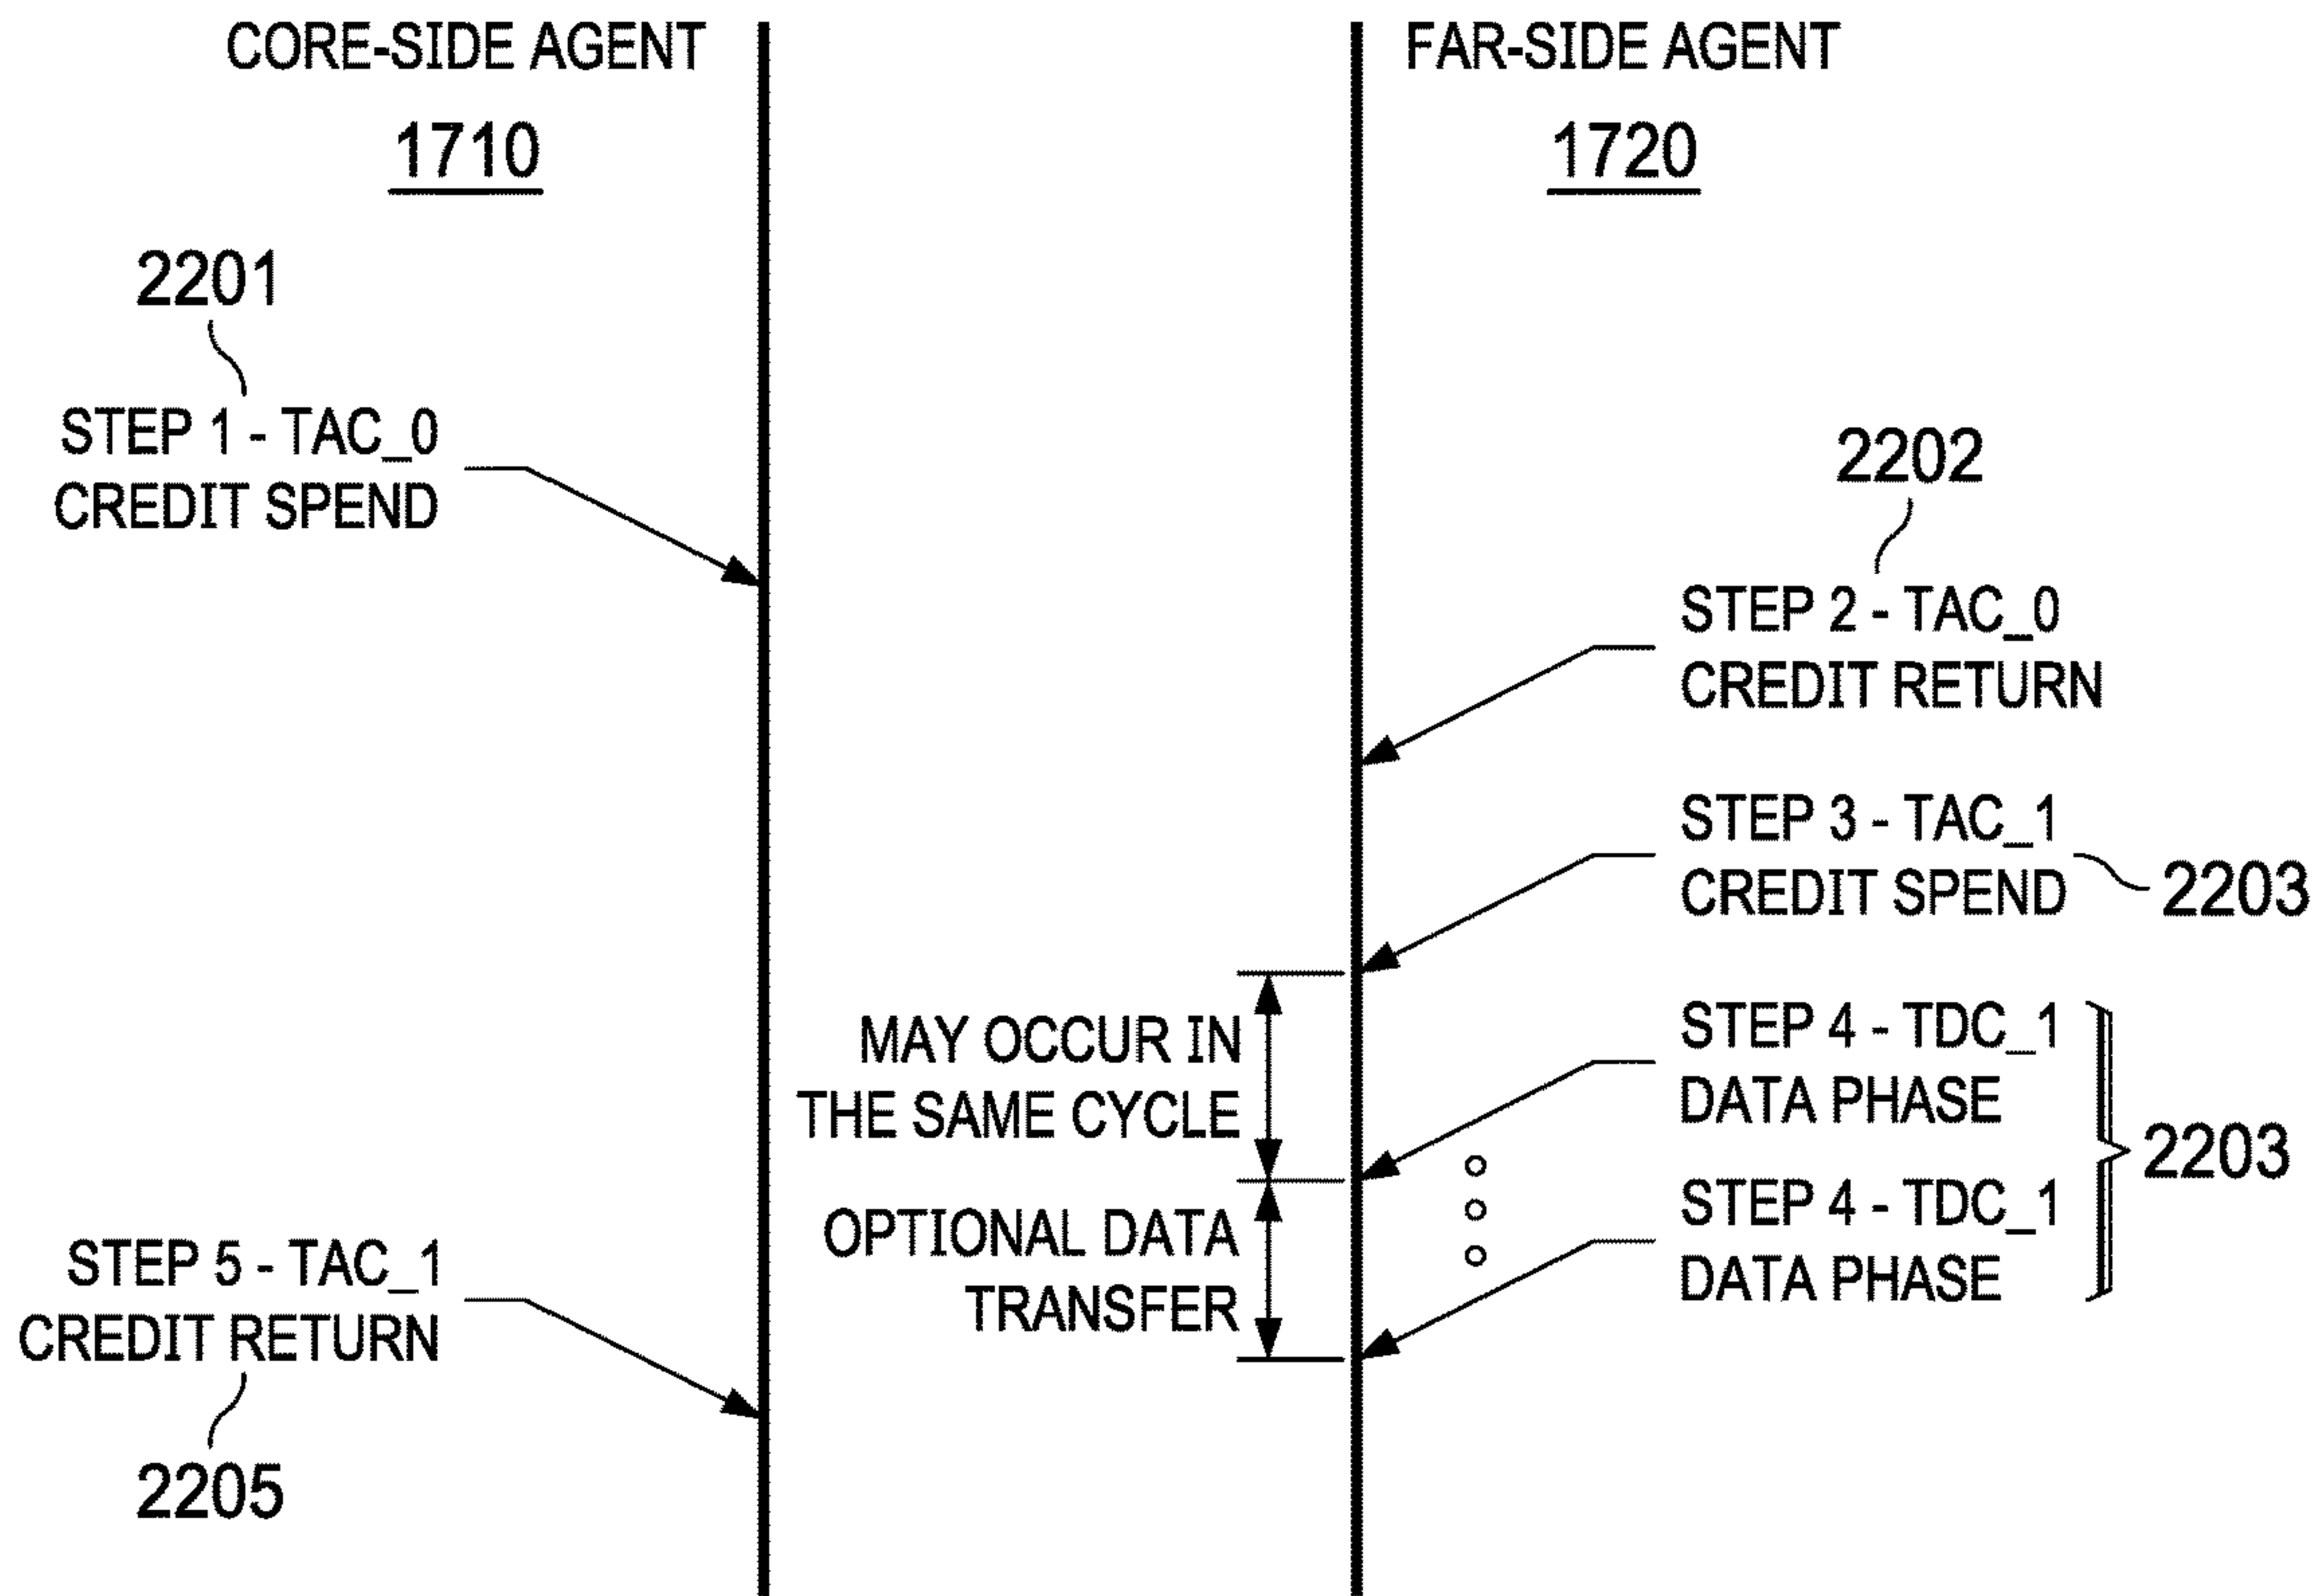 CORE-SIDE AGENT
1710
FAR-SIDE AGENT
1720
2201
STEP 1 - TAC_0
CREDIT SPEND
2202
STEP 2 - TAC_0
CREDIT RETURN
STEP 3 - TAC_1
CREDIT SPEND
2203
MAY OCCUR IN
THE SAME CYCLE
STEP 4 - TDC_1
DATA PHASE
2203
OPTIONAL DATA
TRANSFER
STEP 4 - TDC_1
DATA PHASE
STEP 5 - TAC_1
CREDIT RETURN
2205